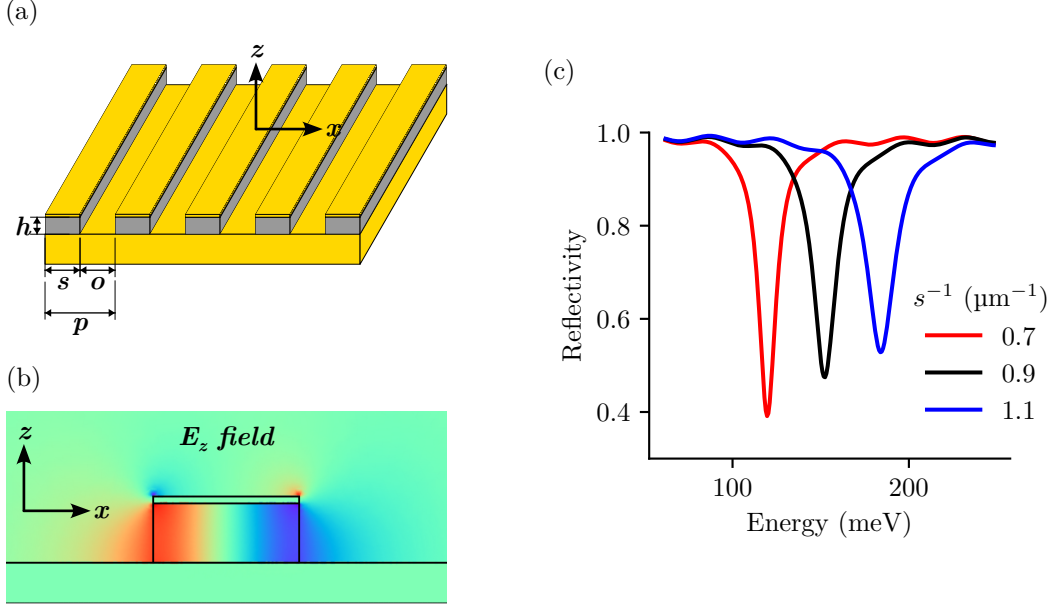 (a)
z
x
h
s
o
p
(b)
z
E_z field
x
(c)
1.0
0.8
0.6
0.4
Reflectivity
s⁻¹ (µm⁻¹)
0.7
0.9
1.1
100
200
Energy (meV)